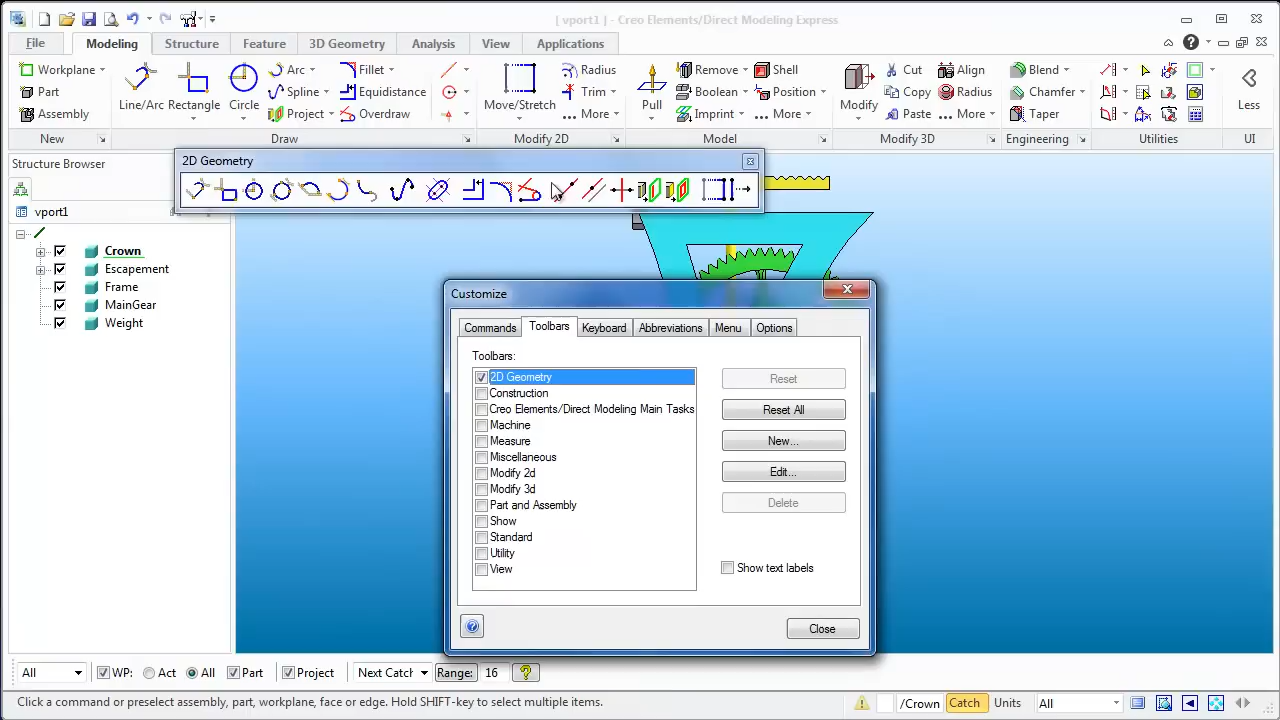 [ vport1 ] - Creo Elements/Direct Modeling Express
File Modeling Structure Feature 3D Geometry Analysis View Applications
Workplane Arc Fillet Radius Remove Shell Cut Align Blend
Part Line/Arc Rectangle Circle Spline Equidistance Move/Stretch Trim Pull Boolean Position Modify Copy Radius Chamfer Less
Assembly Project Overdraw More Imprint More Paste More Taper
New Draw Modify 2D Model Modify 3D Engineering Utilities UI
Structure Browser
2D Geometry
vport1
Crown
Escapement
Frame
MainGear
Weight
Customize
Commands Toolbars Keyboard Abbreviations Menu Options
Toolbars:
2D Geometry
Construction
Creo Elements/Direct Modeling Main Tasks
Machine
Measure
Miscellaneous
Modify 2d
Modify 3d
Part and Assembly
Show
Standard
Utility
View
Reset
Reset All
New...
Edit...
Delete
Show text labels
Close
All WP: Act All Part Project Next Catch Range: 16
Click a command or preselect assembly, part, workplane, face or edge. Hold SHIFT-key to select multiple items. /Crown Catch Units All